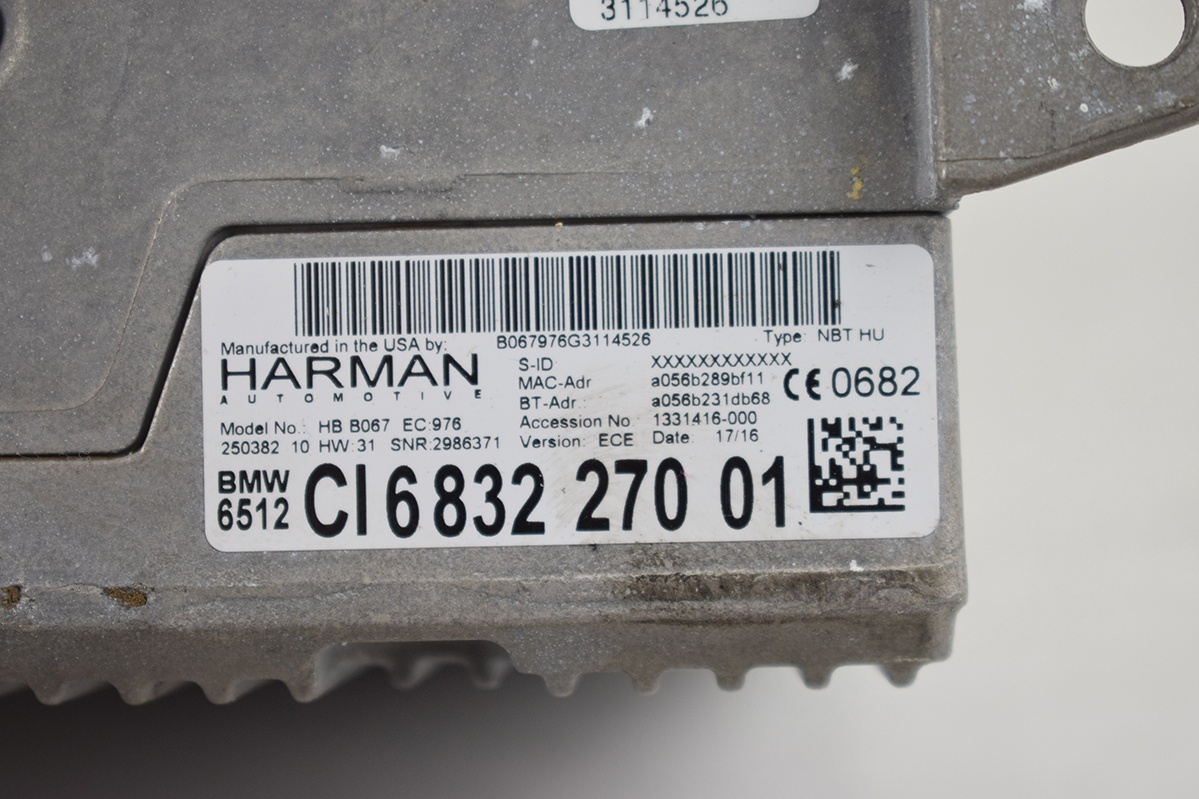 3114526
Manufactured in the USA by: B067976G3114526 Type: NBT HU
HARMAN
AUTOMOTIVE
S-ID XXXXXXXXXXXX
MAC-Adr a056b289bf11
BT-Adr.: a056b231db68
CE 0682
Accession No. 1331416-000
Model No.: HB B067 EC:976
250382 10 HW:31 SNR:2986371 Version: ECE Date: 17/16
BMW
6512
CI 6 832 270 01